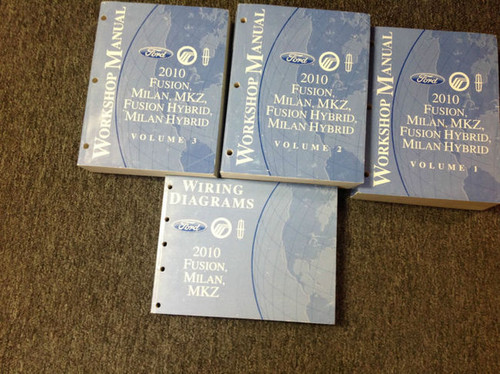 WORKSHOP MANUAL
Ford
2010
FUSION,
MILAN, MKZ,
FUSION HYBRID,
MILAN HYBRID
VOLUME 3
WORKSHOP MANUAL
Ford
2010
FUSION,
MILAN, MKZ,
FUSION HYBRID,
MILAN HYBRID
VOLUME 2
WORKSHOP MANUAL
Ford
2010
FUSION,
MILAN, MKZ,
FUSION HYBRID,
MILAN HYBRID
VOLUME 1
WIRING
DIAGRAMS
Ford
2010
FUSION,
MILAN,
MKZ